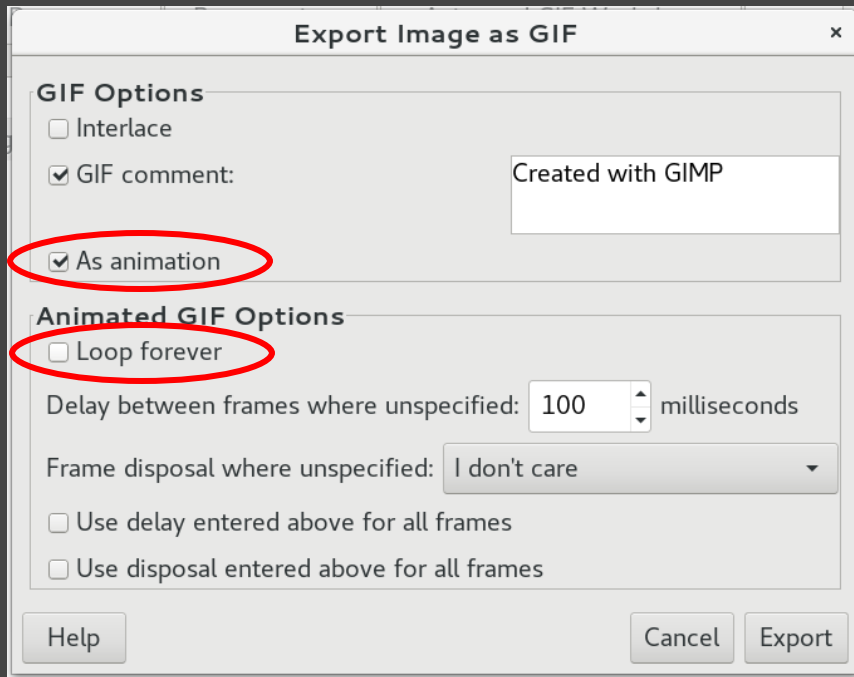 Export Image as GIF
GIF Options
Interlace
GIF comment:
Created with GIMP
As animation
Animated GIF Options
Loop forever
Delay between frames where unspecified: 100 milliseconds
Frame disposal where unspecified: I don't care
Use delay entered above for all frames
Use disposal entered above for all frames
Help Cancel Export